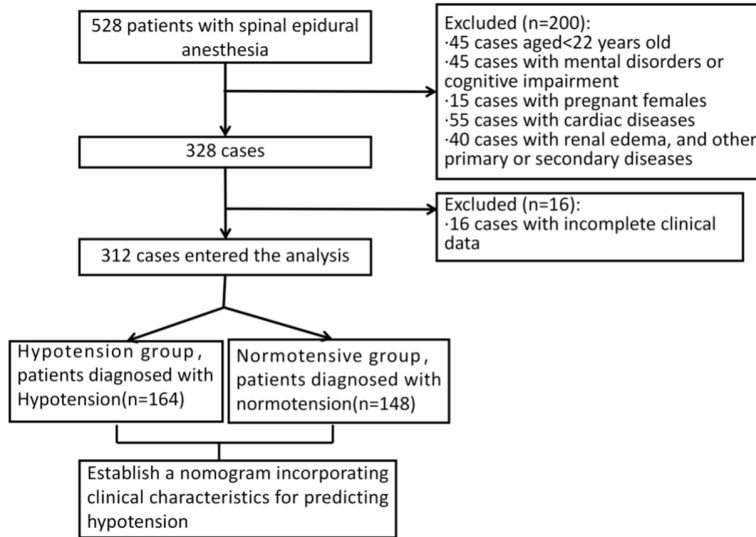 528 patients with spinal epidural
anesthesia
Excluded (n=200):
·45 cases aged<22 years old
·45 cases with mental disorders or
cognitive impairment
·15 cases with pregnant females
·55 cases with cardiac diseases
·40 cases with renal edema, and other
primary or secondary diseases
328 cases
Excluded (n=16):
·16 cases with incomplete clinical
data
312 cases entered the analysis
Hypotension group,
patients diagnosed with
Hypotension(n=164)
Normotensive group,
patients diagnosed with
normotension(n=148)
Establish a nomogram incorporating
clinical characteristics for predicting
hypotension